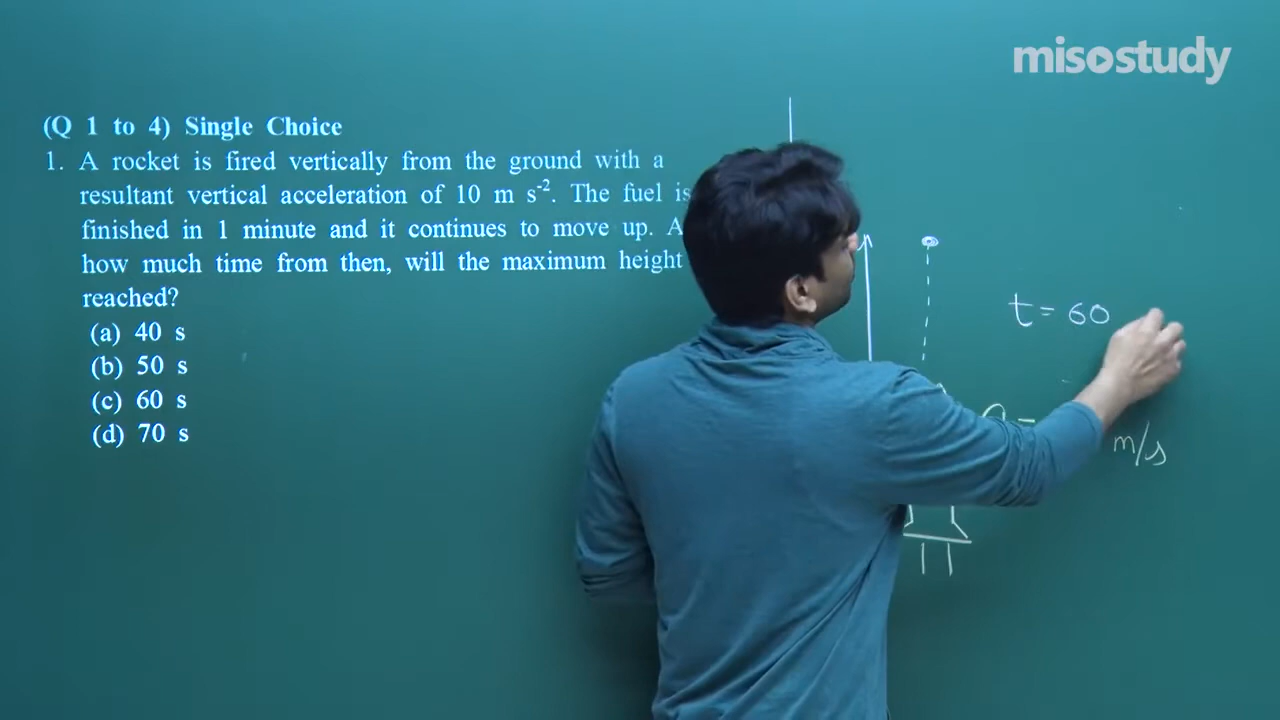 misostudy
(Q 1 to 4) Single Choice
1. A rocket is fired vertically from the ground with a
resultant vertical acceleration of 10 m s⁻². The fuel is
finished in 1 minute and it continues to move up. A
how much time from then, will the maximum height
reached?
(a) 40 s
(b) 50 s
(c) 60 s
(d) 70 s
t = 60
m/s